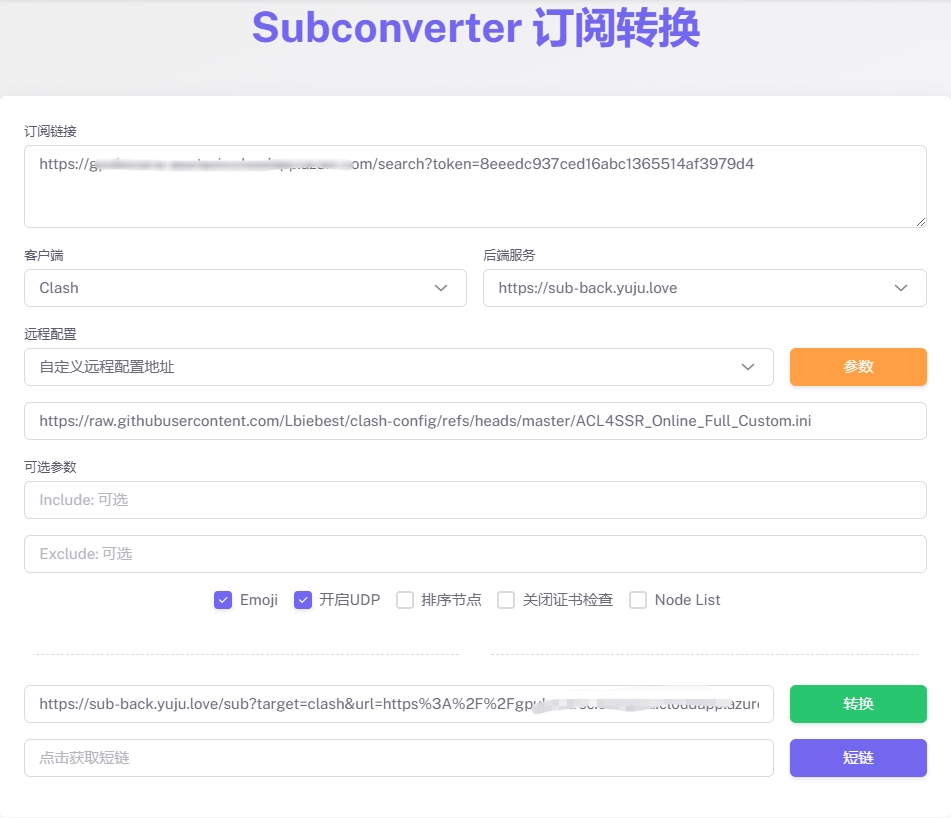 Subconverter 订阅转换
订阅链接
https://g om/search?token=8eeedc937ced16abc1365514af3979d4
客户端
后端服务
Clash
https://sub-back.yuju.love
远程配置
自定义远程配置地址
参数
https://raw.githubusercontent.com/Lbiebest/clash-config/refs/heads/master/ACL4SSR_Online_Full_Custom.ini
可选参数
Include: 可选
Exclude: 可选
Emoji 开启UDP 排序节点 关闭证书检查 Node List
https://sub-back.yuju.love/sub?target=clash&url=https%3A%2F%2Fgp cloudapp.azure
转换
点击获取短链
短链